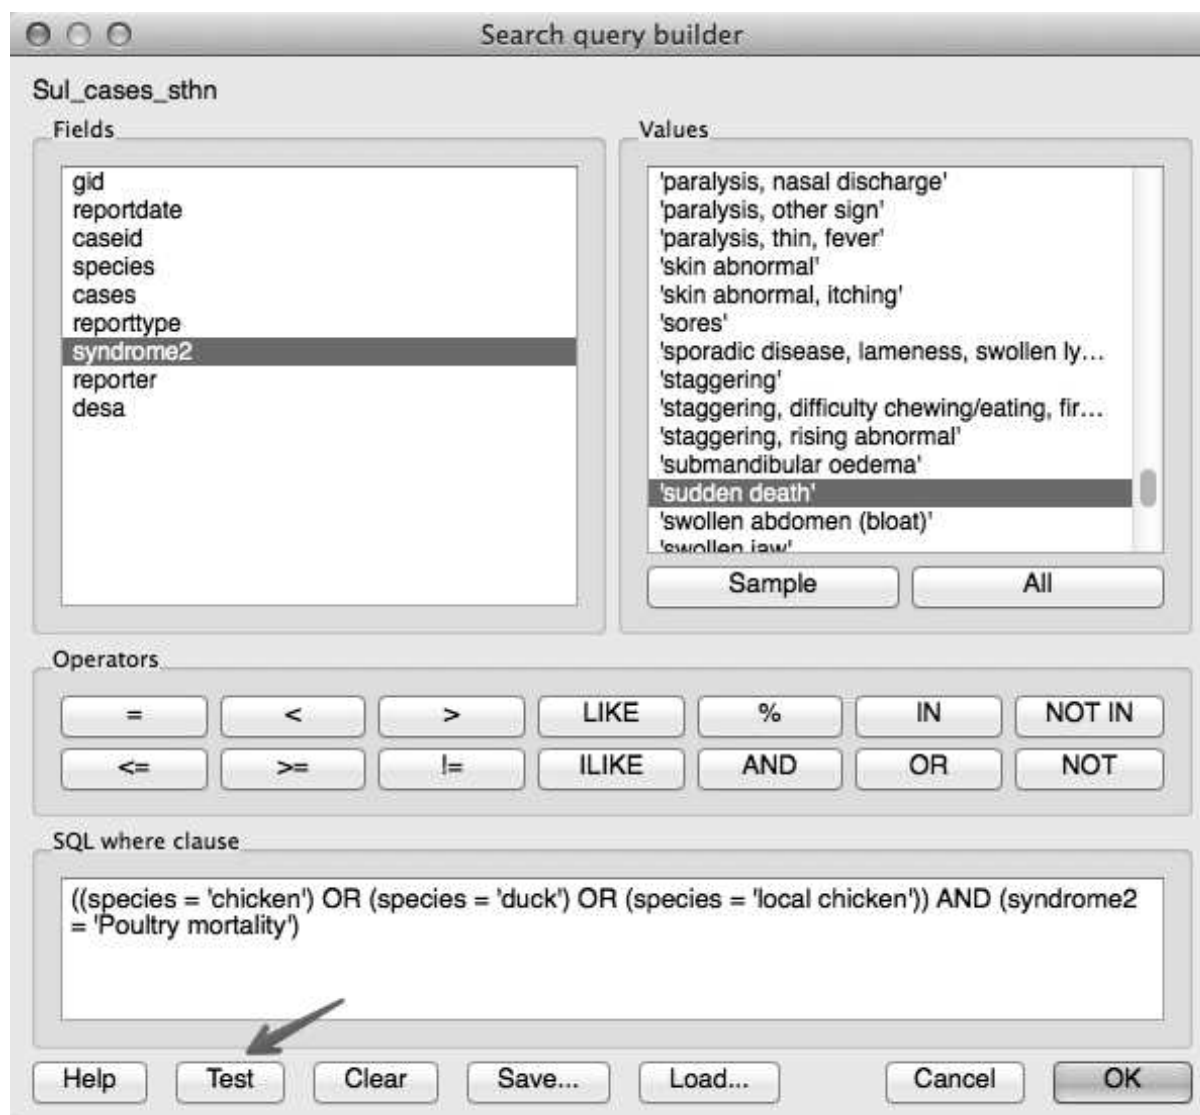 Search query builder
Sul_cases_sthn
Fields
gid
reportdate
caseid
species
cases
reporttype
syndrome2
reporter
desa
Values
'paralysis, nasal discharge'
'paralysis, other sign'
'paralysis, thin, fever'
'skin abnormal'
'skin abnormal, itching'
'sores'
'sporadic disease, lameness, swollen ly…
'staggering'
'staggering, difficulty chewing/eating, fir…
'staggering, rising abnormal'
'submandibular oedema'
'sudden death'
'swollen abdomen (bloat)'
'swollen jaw'
Sample All
Operators
= < > LIKE % IN NOT IN
<= >= != ILIKE AND OR NOT
SQL where clause
((species = 'chicken') OR (species = 'duck') OR (species = 'local chicken')) AND (syndrome2
= 'Poultry mortality')
Help Test Clear Save... Load... Cancel OK